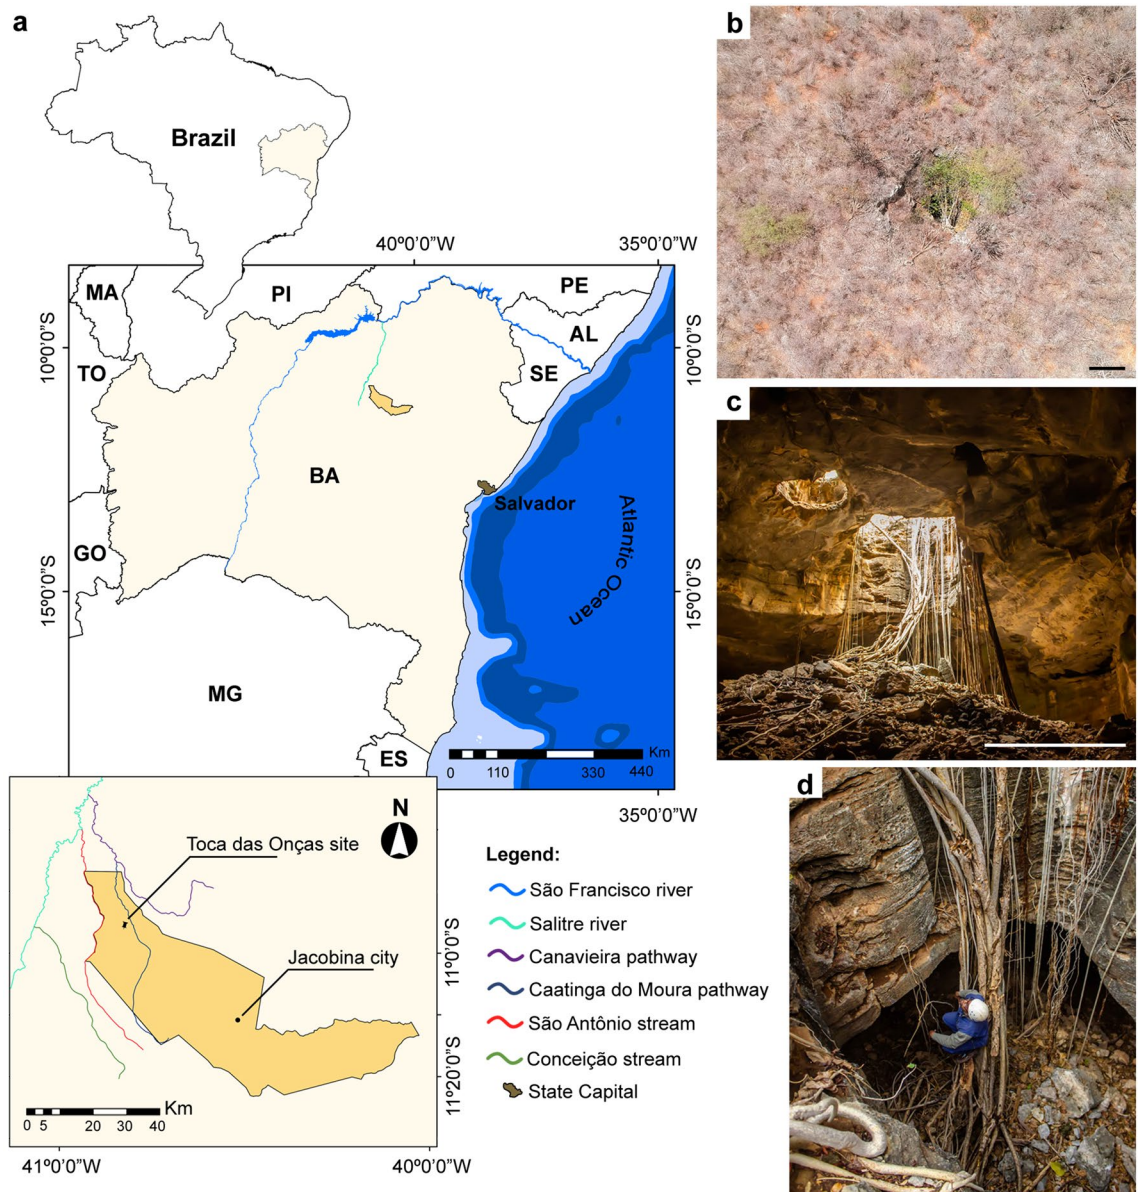 a
Brazil
40º0'0"W
35º0'0"W
MA
PI
PE
AL
10º0'0"S
10º0'0"S
TO
SE
BA
Salvador
GO
Atlantic Ocean
15º0'0"S
15º0'0"S
MG
ES
Km
0 110 330 440
35º0'0"W
N
Toca das Onças site
Jacobina city
11º0'0"S
11º20'0"S
Km
0 5 20 30 40
41º0'0"W
40º0'0"W
Legend:
São Francisco river
Salitre river
Canavieira pathway
Caatinga do Moura pathway
São Antônio stream
Conceição stream
State Capital
b
c
d